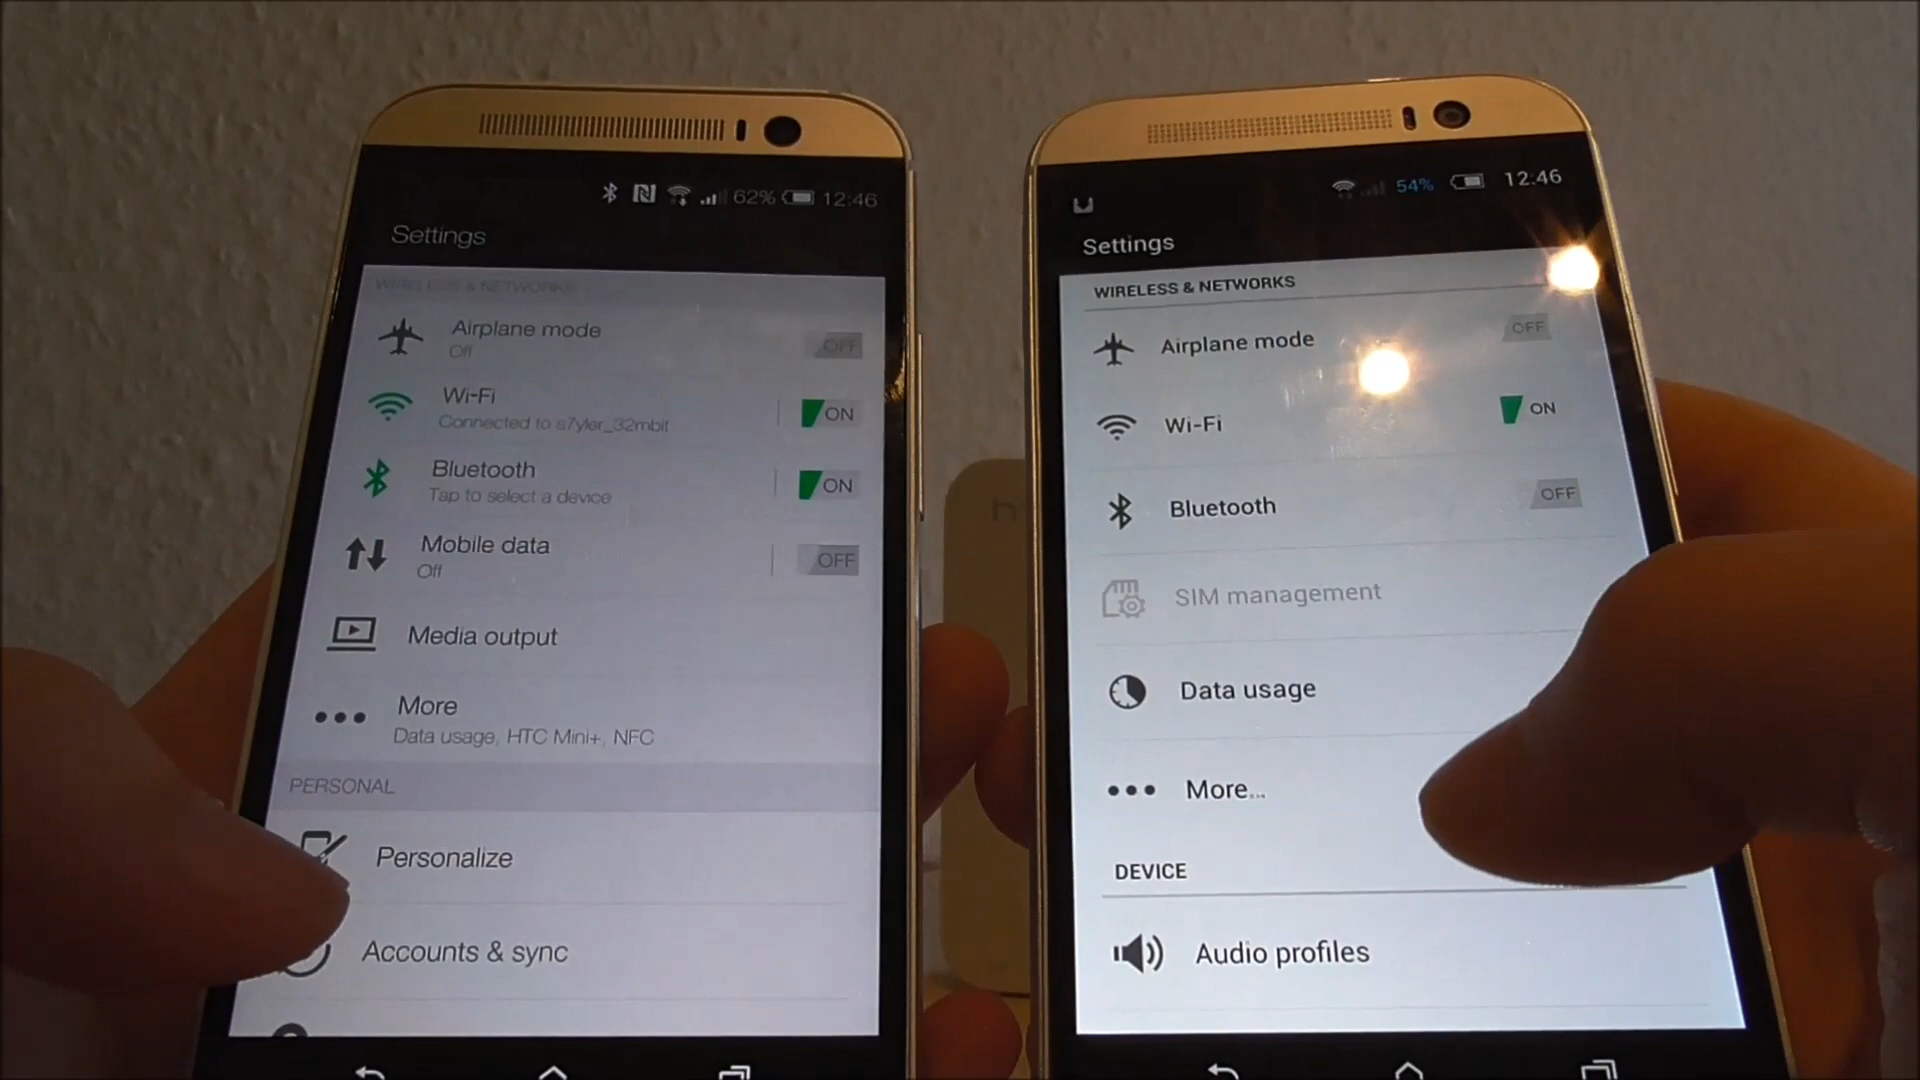 62% 12:46
Settings
WIRELESS & NETWORKS
Airplane mode
Off
OFF
Wi-Fi
Connected to s7yler_32mbit
ON
Bluetooth
Tap to select a device
ON
Mobile data
Off
OFF
Media output
More
Data usage, HTC Mini+, NFC
PERSONAL
Personalize
Accounts & sync
54% 12:46
Settings
WIRELESS & NETWORKS
Airplane mode
OFF
Wi-Fi
ON
Bluetooth
OFF
SIM management
Data usage
More...
DEVICE
Audio profiles